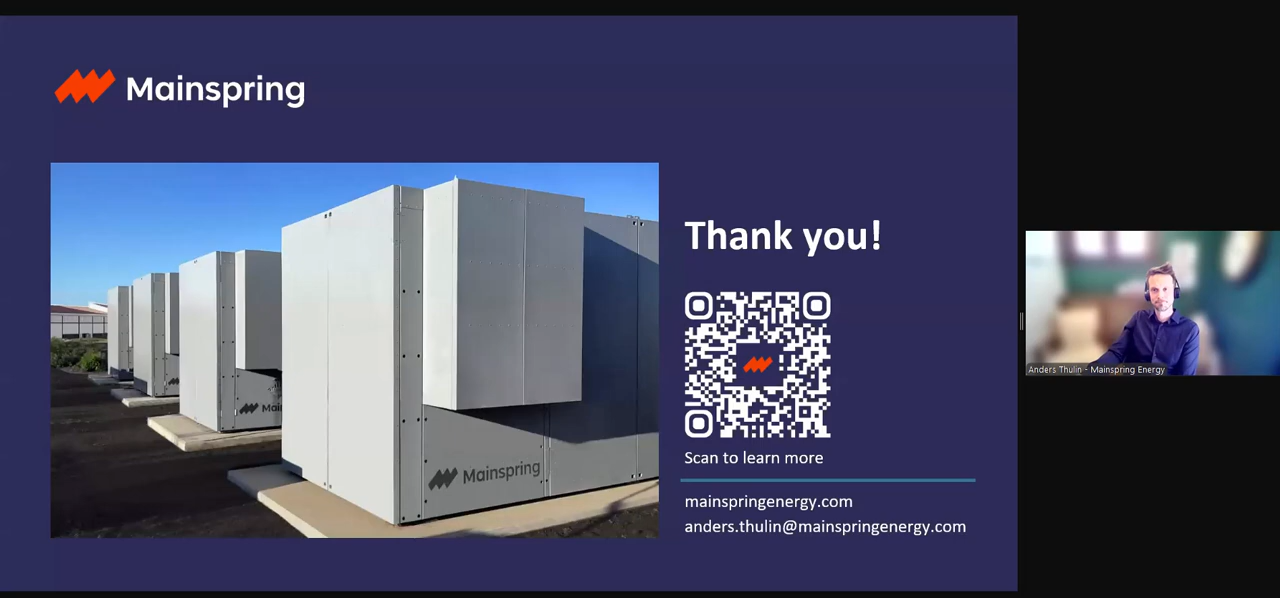 Mainspring
Mainspring
Thank you!
Scan to learn more
mainspringenergy.com
anders.thulin@mainspringenergy.com
Anders Thulin - Mainspring Energy